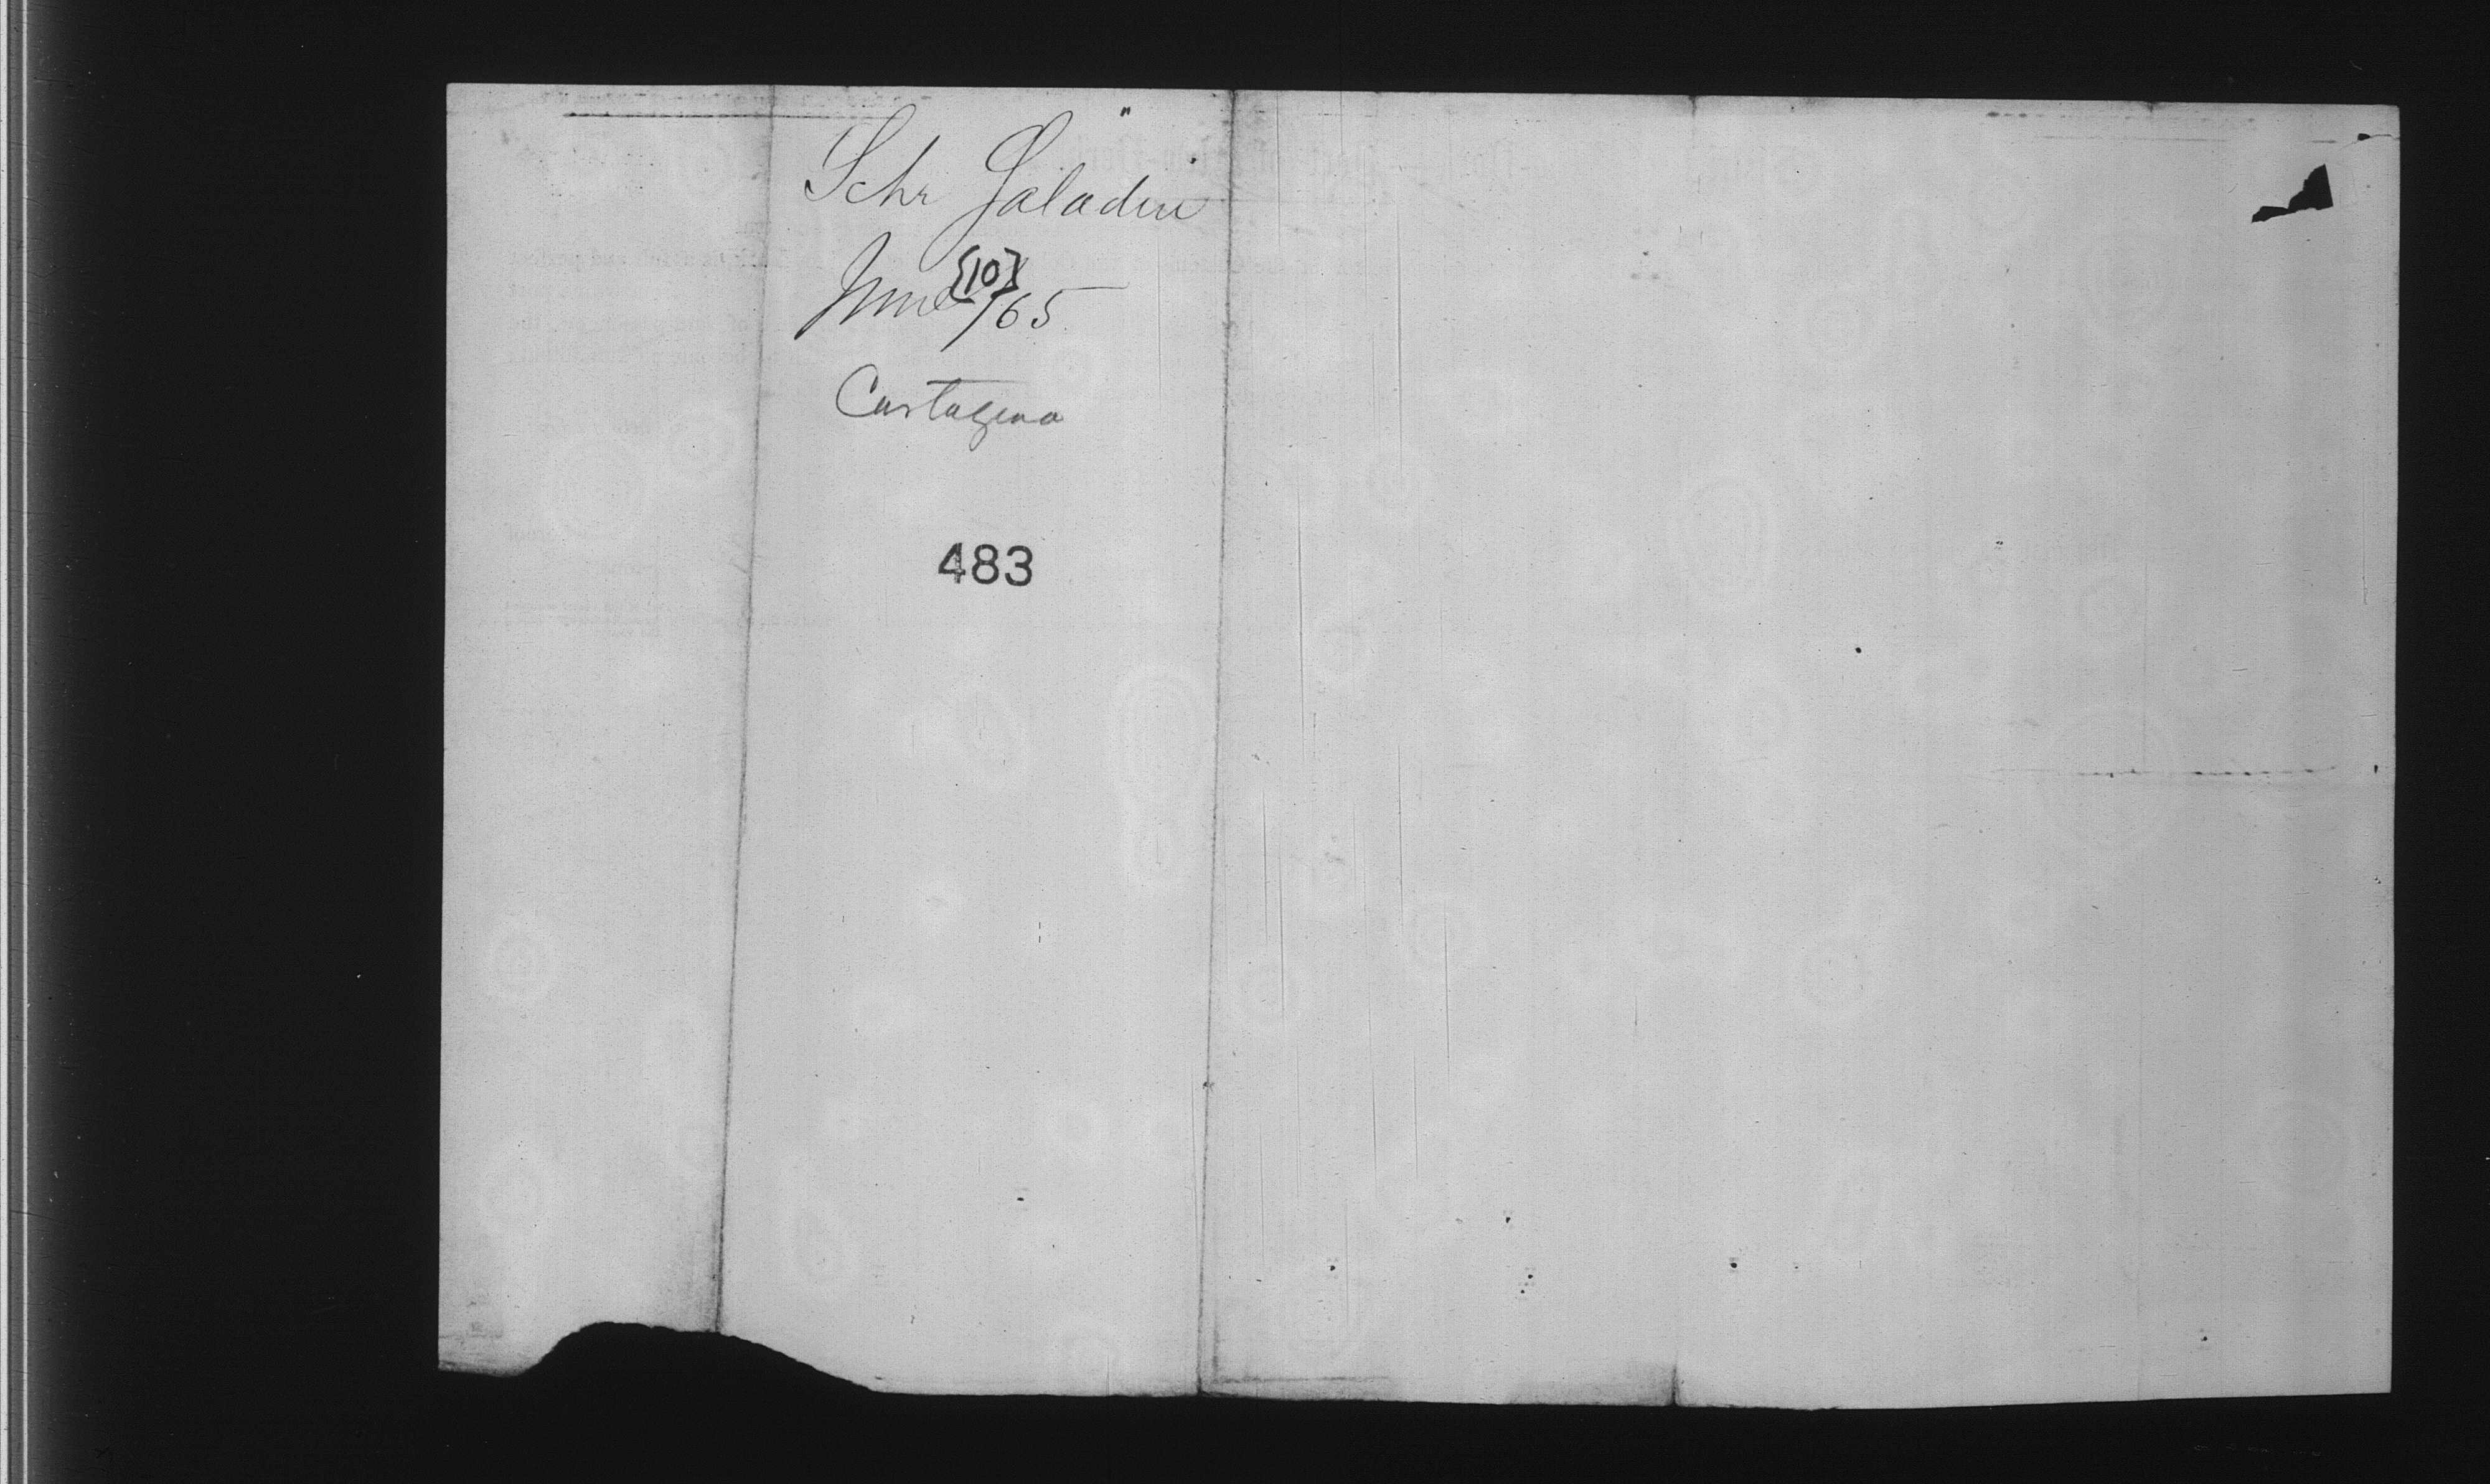 Schr Saladin
June {10}/65
Cartagena
483